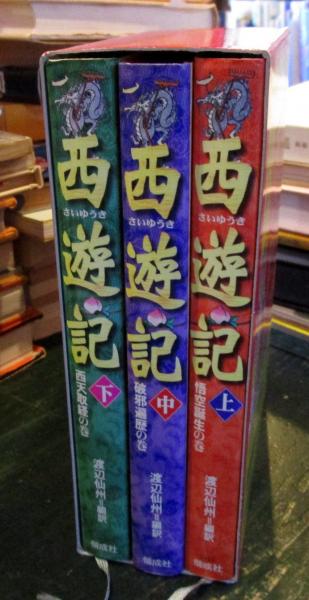 西遊記
さいゆうき
上
悟空誕生の巻
渡辺仙州=編訳
偕成社
西遊記
さいゆうき
中
破邪遍歴の巻
渡辺仙州=編訳
偕成社
西遊記
さいゆうき
下
西天取経の巻
渡辺仙州=編訳
偕成社